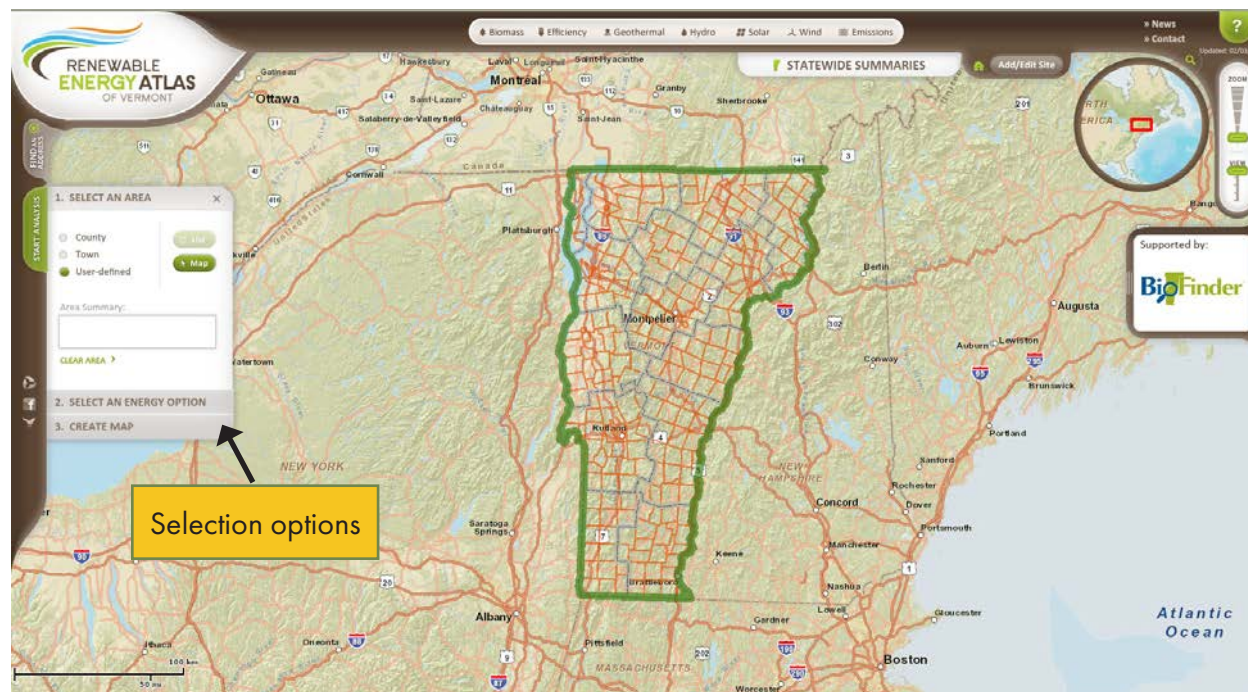 RENEWABLE
ENERGY ATLAS
OF VERMONT
Biomass Efficiency Geothermal Hydro Solar Wind Emissions
» News
» Contact
?
STATEWIDE SUMMARIES
Add/Edit Site
ZOOM
VIEW
FIND AN
ADDRESS
START ANALYSIS
1. SELECT AN AREA ×
County
Town
User-defined
List
Map
Area Summary:
CLEAR AREA >
2. SELECT AN ENERGY OPTION
3. CREATE MAP
Selection options
Supported by:
BioFinder
Gatineau
Ottawa
Hawkesbury
Montréal
Saint-Hyacinthe
Granby
Sherbrooke
Saint-Lazare
Châteauguay
Salaberry-de-Valleyfield
Saint-Jean
Cornwall
Canada
United States
Plattsburgh
Berlin
Montpelier
VERMONT
Augusta
Lewiston
Auburn
Conway
Brunswick
Watertown
Rutland
Portland
Sanford
NEW YORK
NEW
HAMPSHIRE
Rochester
Dover
Concord
Portsmouth
Saratoga
Springs
Keene
Manchester
Brattleboro
Nashua
Lowell
Gloucester
Albany
Gardner
Atlantic
Ocean
Ithaca
Oneonta
Pittsfield
MASSACHUSETTS
Boston
Worcester
100 km
50 mi